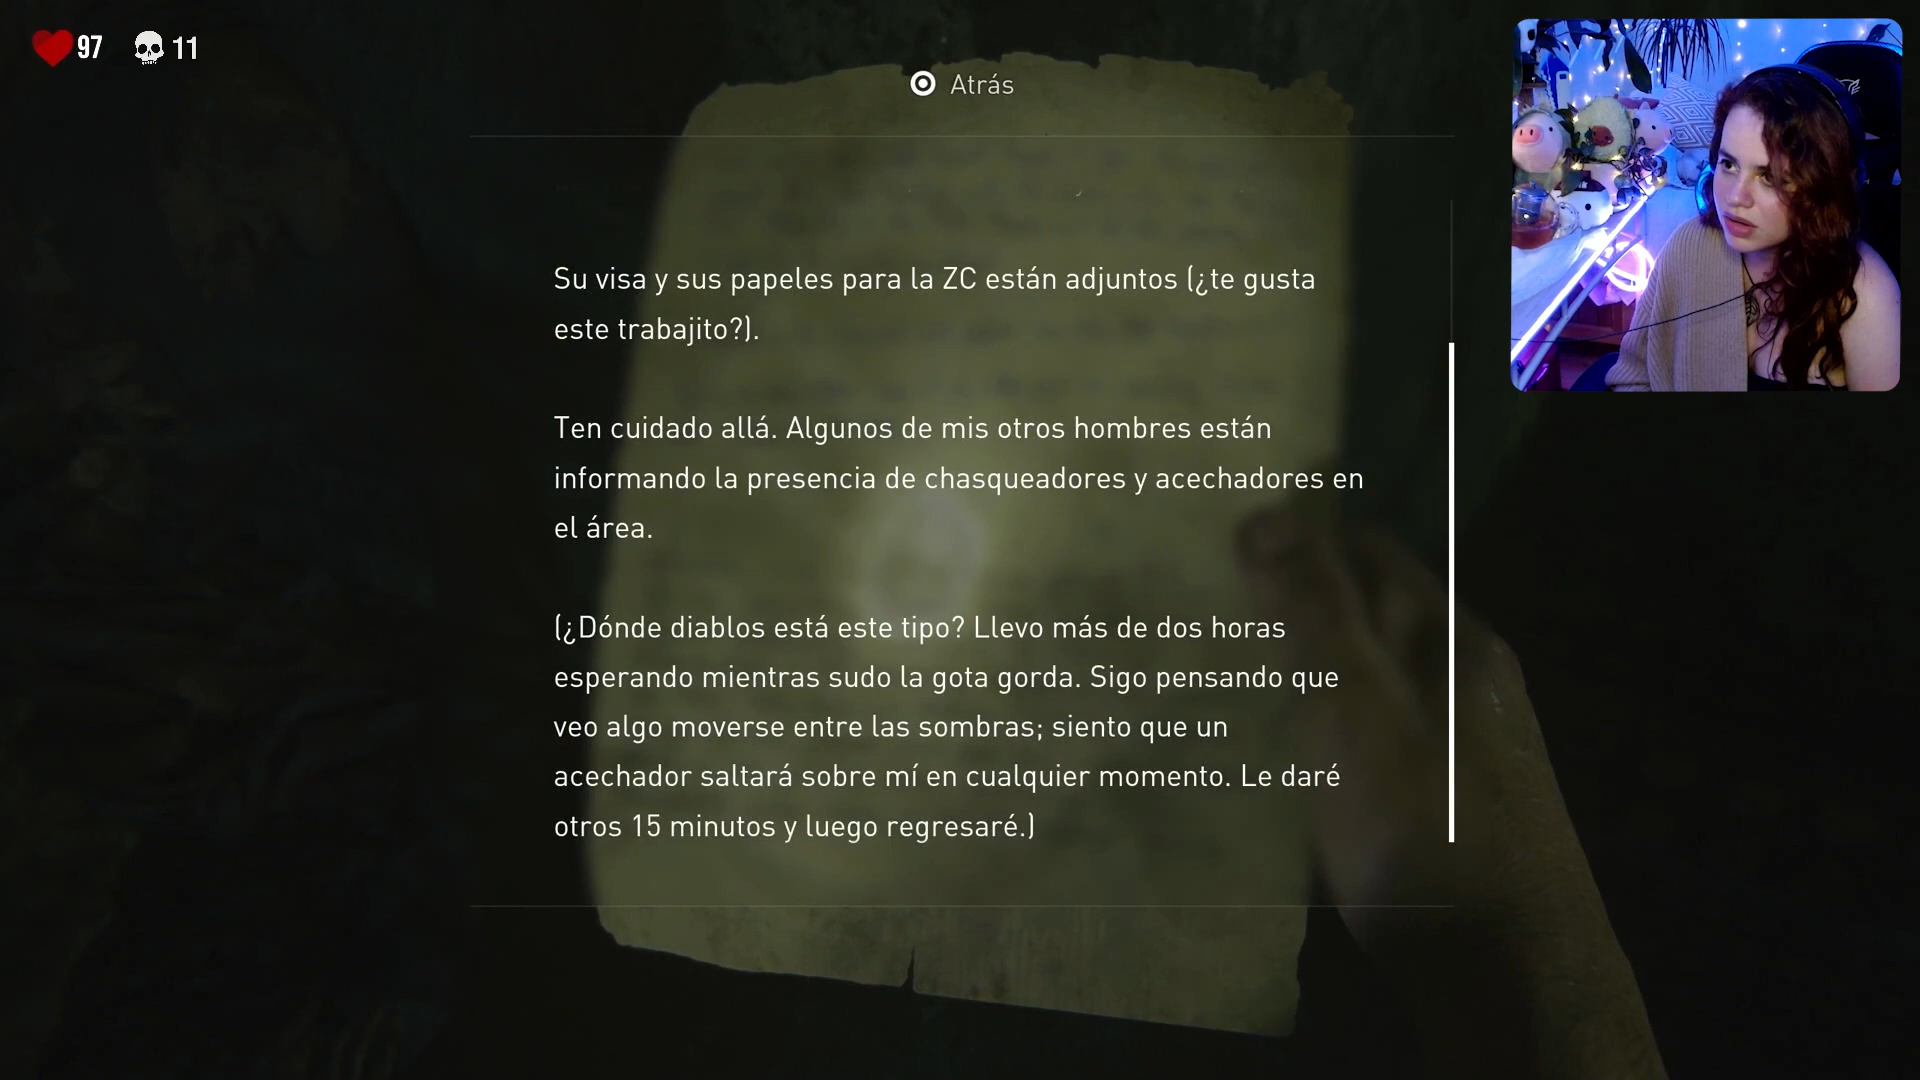 97 11
Atrás
Su visa y sus papeles para la ZC están adjuntos (¿te gusta
este trabajito?).
Ten cuidado allá. Algunos de mis otros hombres están
informando la presencia de chasqueadores y acechadores en
el área.
(¿Dónde diablos está este tipo? Llevo más de dos horas
esperando mientras sudo la gota gorda. Sigo pensando que
veo algo moverse entre las sombras; siento que un
acechador saltará sobre mí en cualquier momento. Le daré
otros 15 minutos y luego regresaré.)